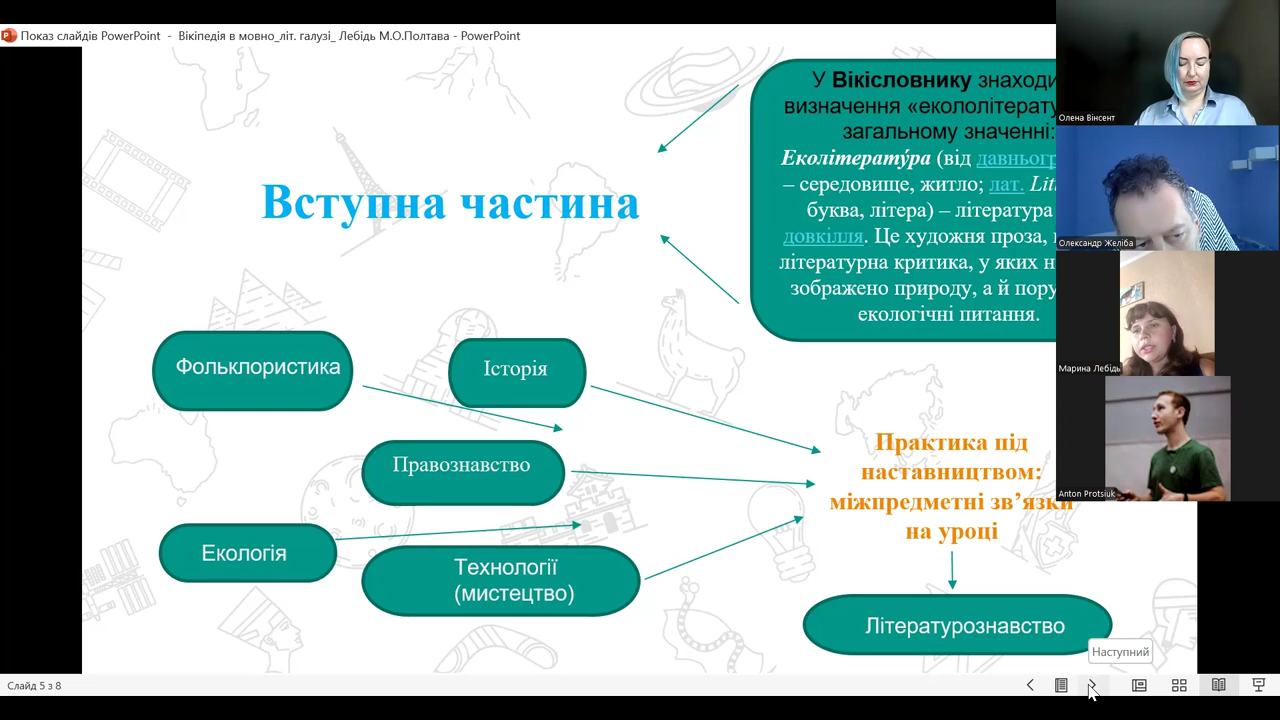 Показ слайдів PowerPoint - Вікіпедія в мовно_літ. галузі_ Лебідь М.О.Полтава - PowerPoint
У Вікісловнику знаходи
визначення «екололітерату
загальному значенні:
Еколітерату́ра (від давньогр
– середовище, житло; лат. Lit
буква, літера) – література
довкілля. Це художня проза,
літературна критика, у яких н
зображено природу, а й пору
екологічні питання.
Вступна частина
Фольклористика
Історія
Правознавство
Екологія
Технології
(мистецтво)
Практика під
наставництвом:
міжпредметні зв’язки
на уроці
Літературознавство
Наступний
Олена Вінсент
Олександр Желіба
Марина Лебідь
Anton Protsiuk
Слайд 5 з 8